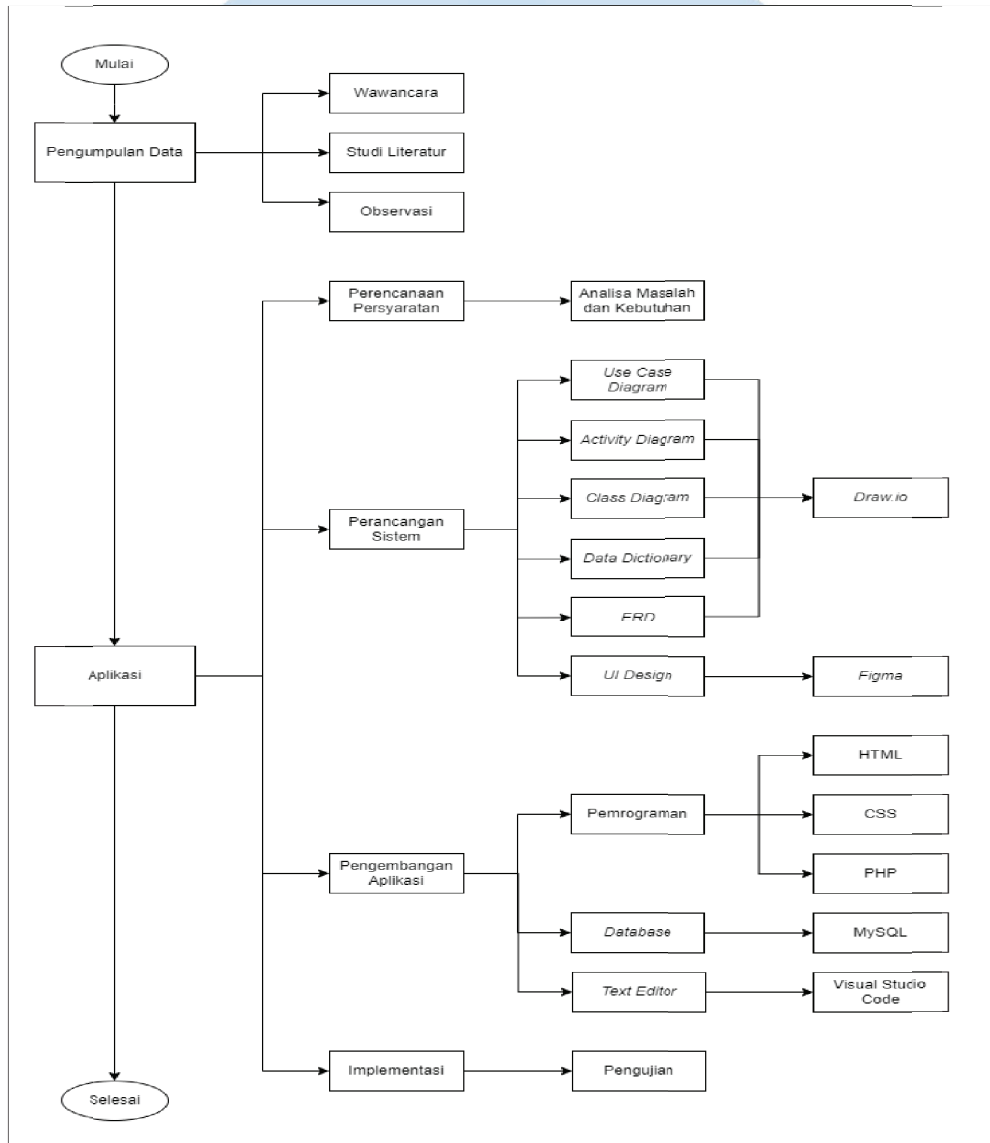 Mulai
Pengumpulan Data
Wawancara
Studi Literatur
Observasi
Perencanaan
Persyaratan
Analisa Masalah
dan Kebutuhan
Use Case
Diagram
Activity Diagram
Class Diagram
Draw.io
Perancangan
Sistem
Data Dictionary
ERD
Aplikasi
UI Design
Figma
HTML
Pemrograman
CSS
Pengembangan
Aplikasi
PHP
Database
MySQL
Text Editor
Visual Studio
Code
Implementasi
Pengujian
Selesai